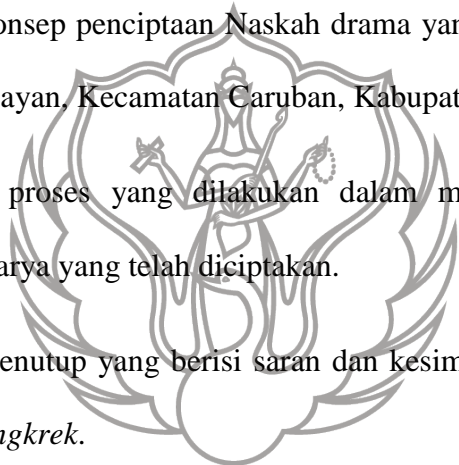 onsep penciptaan Naskah drama yan
ayan, Kecamatan Caruban, Kabupat
proses yang dilakukan dalam m
arya yang telah diciptakan.
enutup yang berisi saran dan kesim
ngkrek.